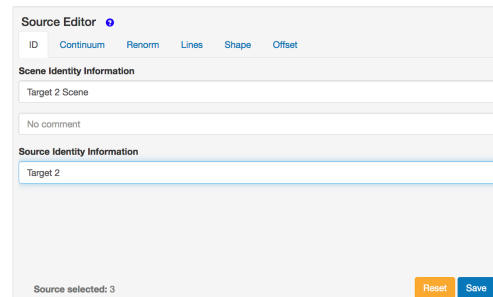 Source Editor ?
ID Continuum Renorm Lines Shape Offset
Scene Identity Information
Target 2 Scene
No comment
Source Identity Information
Target 2
Source selected: 3 Reset Save